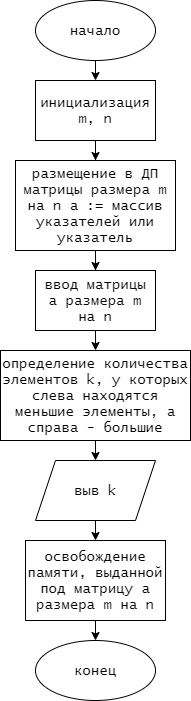 начало
инициализация
m, n
размещение в ДП
матрицы размера m
на n a := массив
указателей или
указатель
ввод матрицы
a размера m
на n
определение количества
элементов k, у которых
слева находятся
меньшие элементы, а
справа - большие
выв k
освобождение
памяти, выданной
под матрицу a
размера m на n
конец